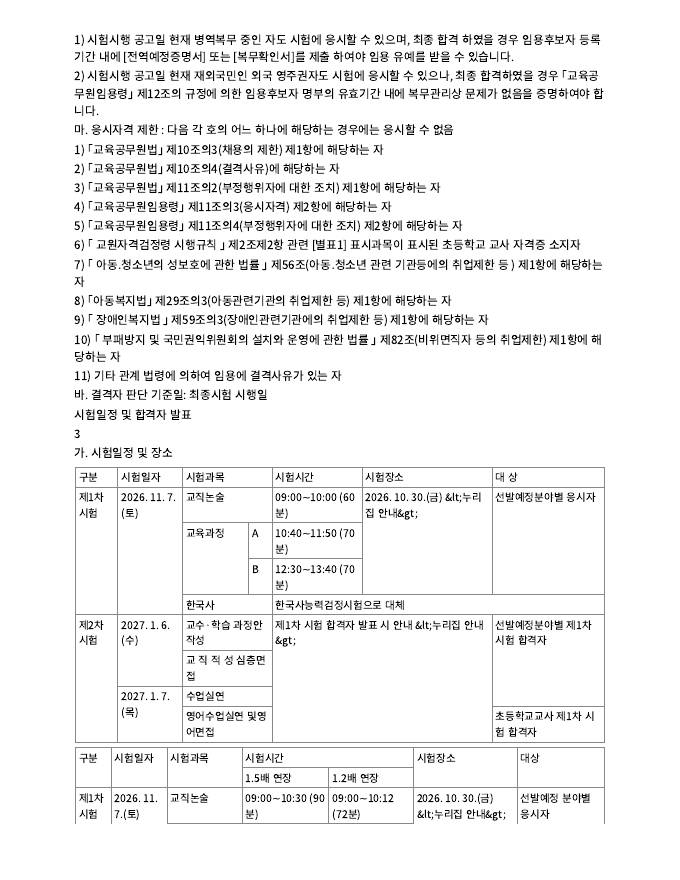 1) 시험시행 공고일 현재 병역복무 중인 자도 시험에 응시할 수 있으며, 최종 합격 하였을 경우 임용후보자 등록
기간 내에 [전역예정증명서] 또는 [복무확인서]를 제출 하여야 임용 유예를 받을 수 있습니다.
2) 시험시행 공고일 현재 재외국민인 외국 영주권자도 시험에 응시할 수 있으나, 최종 합격하였을 경우 「교육공
무원임용령」 제12조의 규정에 의한 임용후보자 명부의 유효기간 내에 복무관리상 문제가 없음을 증명하여야 합
니다.
마. 응시자격 제한 : 다음 각 호의 어느 하나에 해당하는 경우에는 응시할 수 없음
1) 「교육공무원법」 제10조의3(채용의 제한) 제1항에 해당하는 자
2) 「교육공무원법」 제10조의4(결격사유)에 해당하는 자
3) 「교육공무원법」 제11조의2(부정행위자에 대한 조치) 제1항에 해당하는 자
4) 「교육공무원임용령」 제11조의3(응시자격) 제2항에 해당하는 자
5) 「교육공무원임용령」 제11조의4(부정행위자에 대한 조치) 제2항에 해당하는 자
6) 「 교원자격검정령 시행규칙 」 제2조제2항 관련 [별표1] 표시과목이 표시된 초등학교 교사 자격증 소지자
7) 「 아동.청소년의 성보호에 관한 법률 」 제56조(아동.청소년 관련 기관등에의 취업제한 등 ) 제1항에 해당하는
자
8) 「아동복지법」 제29조의3(아동관련기관의 취업제한 등) 제1항에 해당하는 자
9) 「 장애인복지법 」 제59조의3(장애인관련기관에의 취업제한 등) 제1항에 해당하는 자
10) 「 부패방지 및 국민권익위원회의 설치와 운영에 관한 법률 」 제82조(비위면직자 등의 취업제한) 제1항에 해
당하는 자
11) 기타 관계 법령에 의하여 임용에 결격사유가 있는 자
바. 결격자 판단 기준일: 최종시험 시행일
시험일정 및 합격자 발표
3
가. 시험일정 및 장소
구분 시험일자 시험과목 시험시간 시험장소 대 상
제1차 2026. 11. 7. 교직논술 09:00~10:00 (60 2026. 10. 30.(금) &lt;누리 선발예정분야별 응시자
시험 (토) 분) 집 안내&gt;
교육과정 A 10:40~11:50 (70
분)
B 12:30~13:40 (70
분)
한국사 한국사능력검정시험으로 대체
제2차 2027. 1. 6. 교수·학습 과정안 제1차 시험 합격자 발표 시 안내 &lt;누리집 안내 선발예정분야별 제1차
시험 (수) 작성 &gt; 시험 합격자
교 직 적 성 심층면
접
2027. 1. 7. 수업실연
(목) 영어수업실연 및영 초등학교교사 제1차 시
어면접 험 합격자
구분 시험일자 시험과목 시험시간 시험장소 대상
1.5배 연장 1.2배 연장
제1차 2026. 11. 교직논술 09:00~10:30 (90 09:00~10:12 2026. 10. 30.(금) 선발예정 분야별
시험 7.(토) 분) (72분) &lt;누리집 안내&gt; 응시자